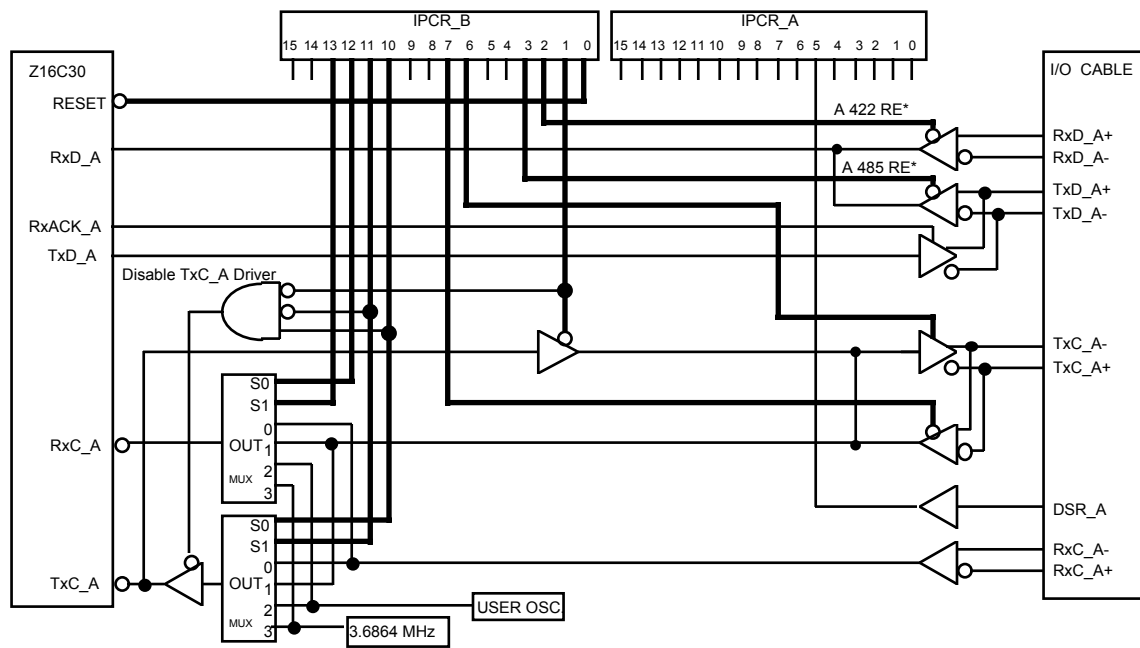 IPCR_B
IPCR_A
15 14 13 12 11 10 9 8 7 6 5 4 3 2 1 0
15 14 13 12 11 10 9 8 7 6 5 4 3 2 1 0
Z16C30
I/O CABLE
RESET
A 422 RE*
RxD_A+
RxD_A
RxD_A-
A 485 RE*
TxD_A+
TxD_A-
RxACK_A
TxD_A
Disable TxC_A Driver
TxC_A-
TxC_A+
S0
S1
0
RxC_A
OUT 1
2
MUX
3
DSR_A
S0
S1
0
RxC_A-
TxC_A
OUT 1
RxC_A+
2
USER OSC.
MUX
3
3.6864 MHz